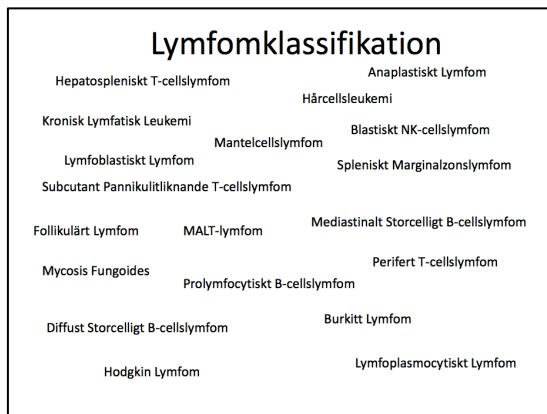 Lymfomklassifikation
Anaplastiskt Lymfom
Hepatospleniskt T-cellslymfom
Hårcellsleukemi
Kronisk Lymfatisk Leukemi
Blastiskt NK-cellslymfom
Mantelcellslymfom
Lymfoblastiskt Lymfom
Spleniskt Marginalzonslymfom
Subcutant Pannikulitliknande T-cellslymfom
Mediastinalt Storcelligt B-cellslymfom
Follikulärt Lymfom
MALT-lymfom
Perifert T-cellslymfom
Mycosis Fungoides
Prolymfocytiskt B-cellslymfom
Burkitt Lymfom
Diffust Storcelligt B-cellslymfom
Lymfoplasmocytiskt Lymfom
Hodgkin Lymfom